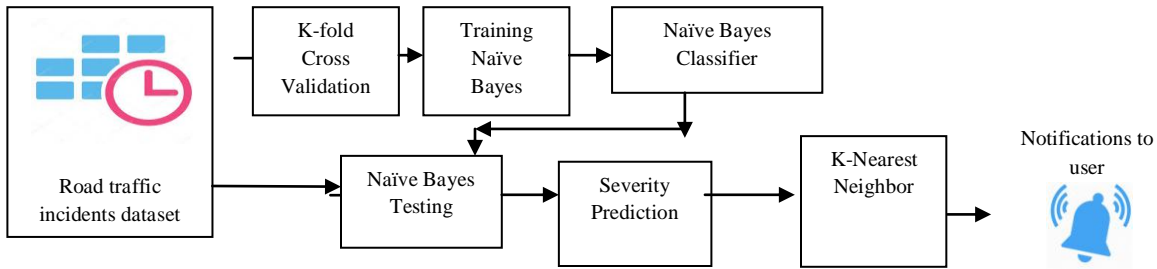 Road traffic
incidents dataset
K-fold
Cross
Validation
Training
Naïve
Bayes
Naïve Bayes
Classifier
Naïve Bayes
Testing
Severity
Prediction
K-Nearest
Neighbor
Notifications to
user